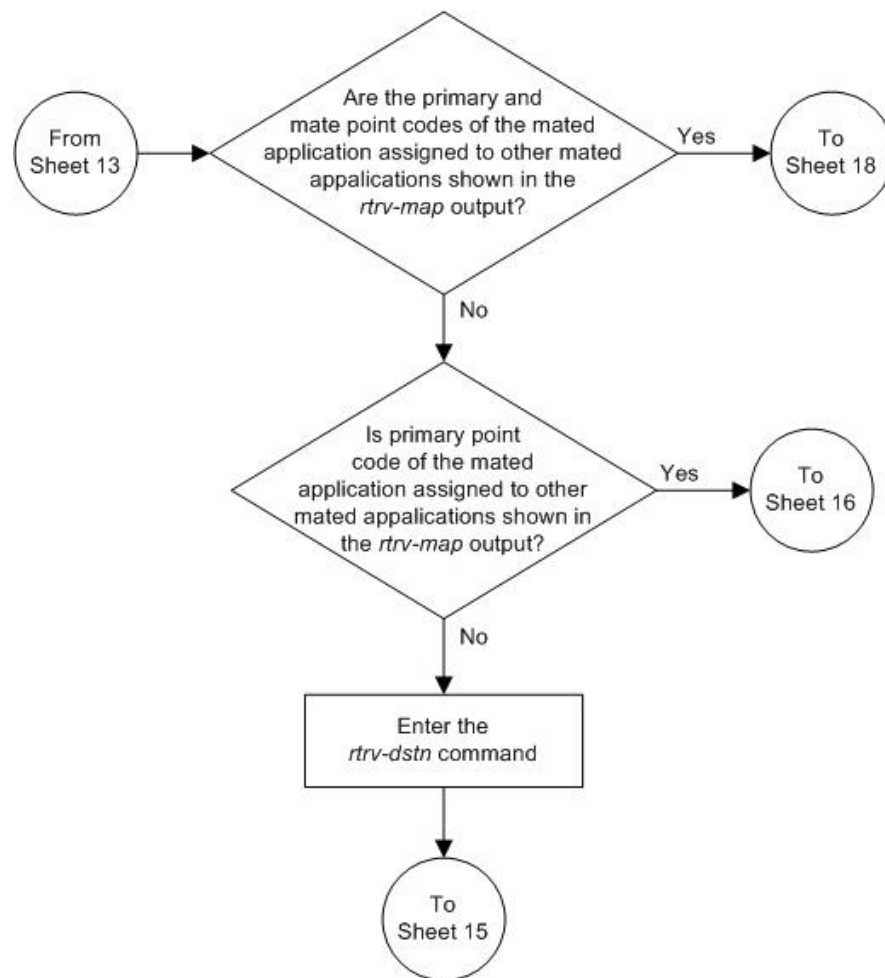 From
Sheet 13
Are the primary and
mate point codes of the mated
application assigned to other mated
appalications shown in the
rtrv-map output?
Yes
To
Sheet 18
No
Is primary point
code of the mated
application assigned to other
mated appalications shown in
the rtrv-map output?
Yes
To
Sheet 16
No
Enter the
rtrv-dstn command
To
Sheet 15